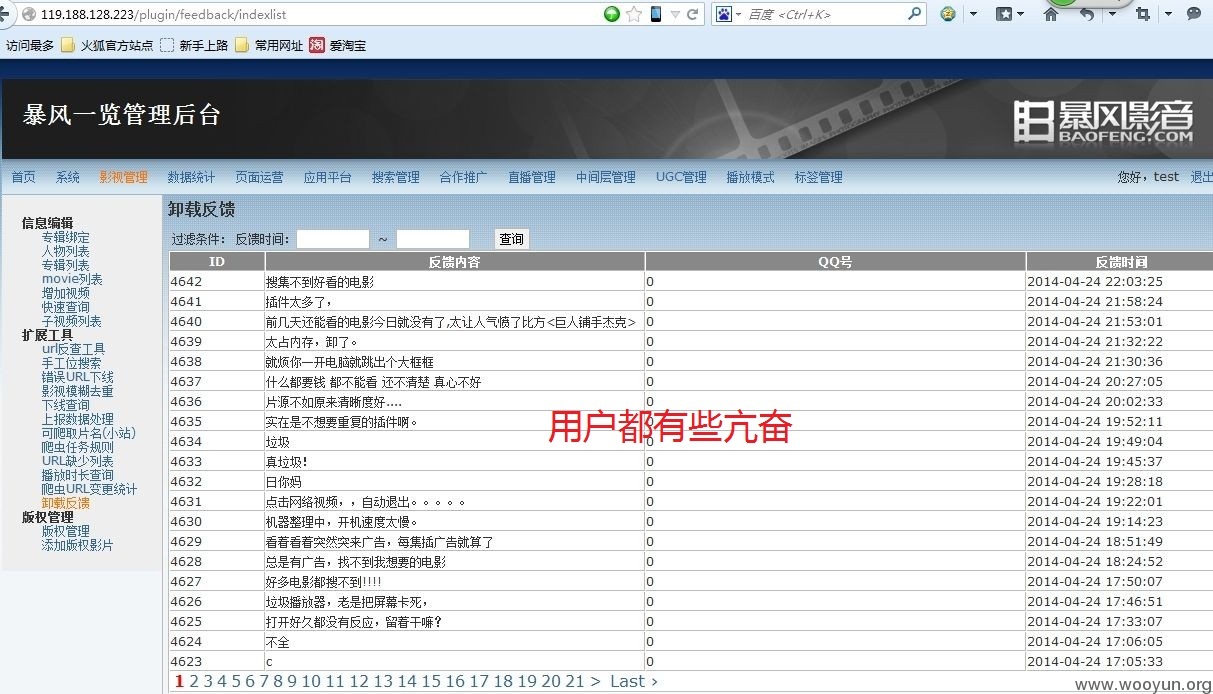 119.188.128.223/plugin/feedback/indexlist
百度 <Ctrl+K>
访问最多 火狐官方站点 新手上路 常用网址 淘 爱淘宝
暴风一览管理后台
暴风影音
BAOFENG.COM
首页 系统 影视管理 数据统计 页面运营 应用平台 搜索管理 合作推广 直播管理 中间层管理 UGC管理 播放模式 标签管理 您好，test 退出
信息编辑
专辑绑定
人物列表
专辑列表
movie列表
增加视频
快速查询
子视频列表
扩展工具
url反查工具
手工位搜索
错误URL下线
影视模糊去重
下线查询
上报数据处理
可爬取片名(小站)
爬虫任务规则
URL缺少列表
播放时长查询
爬虫URL变更统计
卸载反馈
版权管理
版权管理
添加版权影片
卸载反馈
过滤条件： 反馈时间： ~ 查询
ID 反馈内容 QQ号 反馈时间
4642 搜集不到好看的电影 0 2014-04-24 22:03:25
4641 插件太多了， 0 2014-04-24 21:58:24
4640 前几天还能看的电影今日就没有了,太让人气愤了比方<巨人铺手杰克> 0 2014-04-24 21:53:01
4639 太占内存，卸了。 0 2014-04-24 21:32:22
4638 就烦你一开电脑就跳出个大框框 0 2014-04-24 21:30:36
4637 什么都要钱 都不能看 还不清楚 真心不好 0 2014-04-24 20:27:05
4636 片源不如原来清晰度好.... 0 2014-04-24 20:02:33
4635 实在是不想要重复的插件啊。 0 2014-04-24 19:52:11
用户都有些亢奋
4634 垃圾 0 2014-04-24 19:49:04
4633 真垃圾! 0 2014-04-24 19:45:37
4632 日你妈 0 2014-04-24 19:28:18
4631 点击网络视频，，自动退出。。。。。 0 2014-04-24 19:22:01
4630 机器整理中，开机速度太慢。 0 2014-04-24 19:14:23
4629 看着看着突然突来广告，每集插广告就算了 0 2014-04-24 18:51:49
4628 总是有广告，找不到我想要的电影 0 2014-04-24 18:24:52
4627 好多电影都搜不到!!!! 0 2014-04-24 17:50:07
4626 垃圾播放器，老是把屏幕卡死， 0 2014-04-24 17:46:51
4625 打开好久都没有反应，留着干嘛? 0 2014-04-24 17:33:07
4624 不全 0 2014-04-24 17:06:05
4623 c 0 2014-04-24 17:05:33
1 2 3 4 5 6 7 8 9 10 11 12 13 14 15 16 17 18 19 20 21 > Last ›
www.wooyun.org